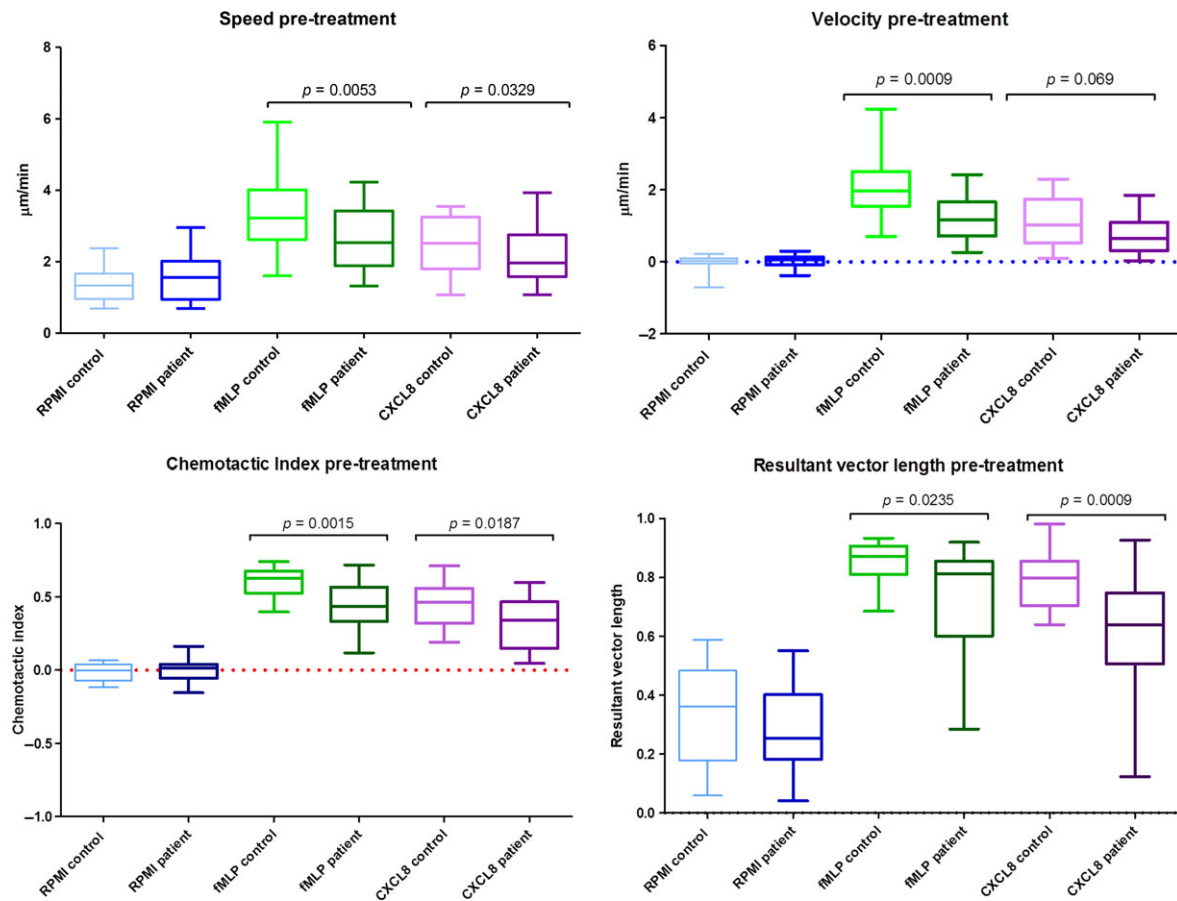 Speed pre-treatment
8
6
4
2
0
μm/min
p = 0.0053
p = 0.0329
RPMI control
RPMI patient
fMLP control
fMLP patient
CXCL8 control
CXCL8 patient
Velocity pre-treatment
6
4
2
0
–2
μm/min
p = 0.0009
p = 0.069
RPMI control
RPMI patient
fMLP control
fMLP patient
CXCL8 control
CXCL8 patient
Chemotactic Index pre-treatment
1.0
0.5
0.0
–0.5
–1.0
Chemotactic index
p = 0.0015
p = 0.0187
RPMI control
RPMI patient
fMLP control
fMLP patient
CXCL8 control
CXCL8 patient
Resultant vector length pre-treatment
1.0
0.8
0.6
0.4
0.2
0.0
Resultant vector length
p = 0.0235
p = 0.0009
RPMI control
RPMI patient
fMLP control
fMLP patient
CXCL8 control
CXCL8 patient